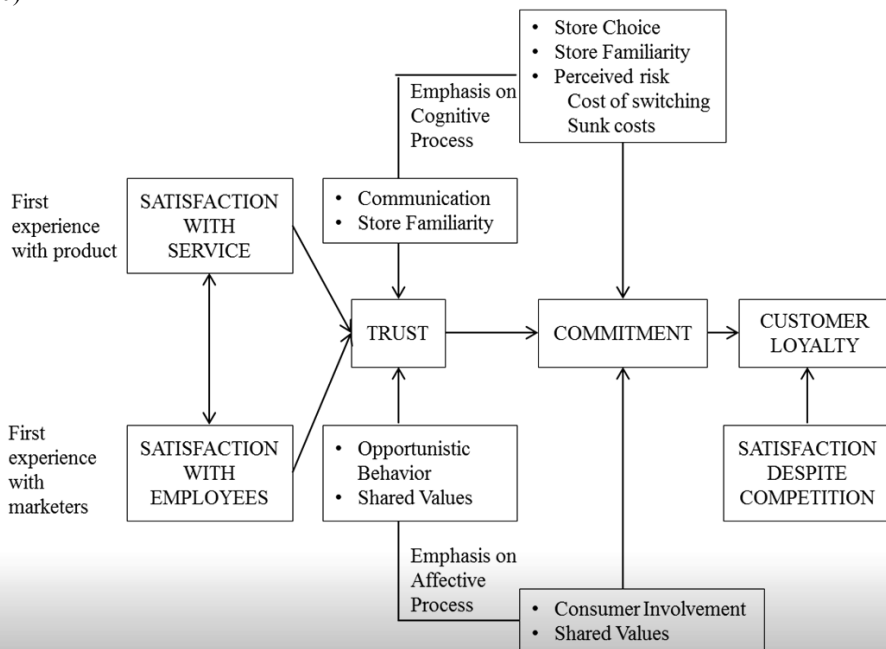 • Store Choice
• Store Familiarity
• Perceived risk
Cost of switching
Sunk costs
Emphasis on
Cognitive
Process
First
experience
with product
SATISFACTION
WITH
SERVICE
• Communication
• Store Familiarity
TRUST
COMMITMENT
CUSTOMER
LOYALTY
First
experience
with
marketers
SATISFACTION
WITH
EMPLOYEES
• Opportunistic
Behavior
• Shared Values
SATISFACTION
DESPITE
COMPETITION
Emphasis on
Affective
Process
• Consumer Involvement
• Shared Values